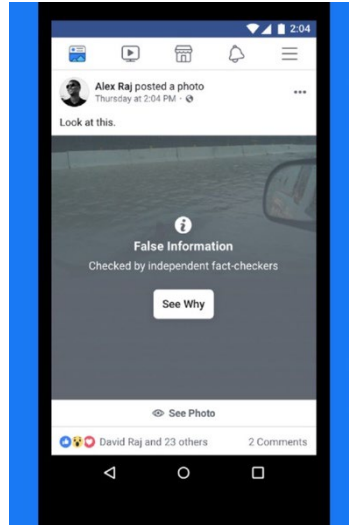 2:04
Alex Raj posted a photo
Thursday at 2:04 PM ·
Look at this.
False Information
Checked by independent fact-checkers
See Why
See Photo
David Raj and 23 others 2 Comments